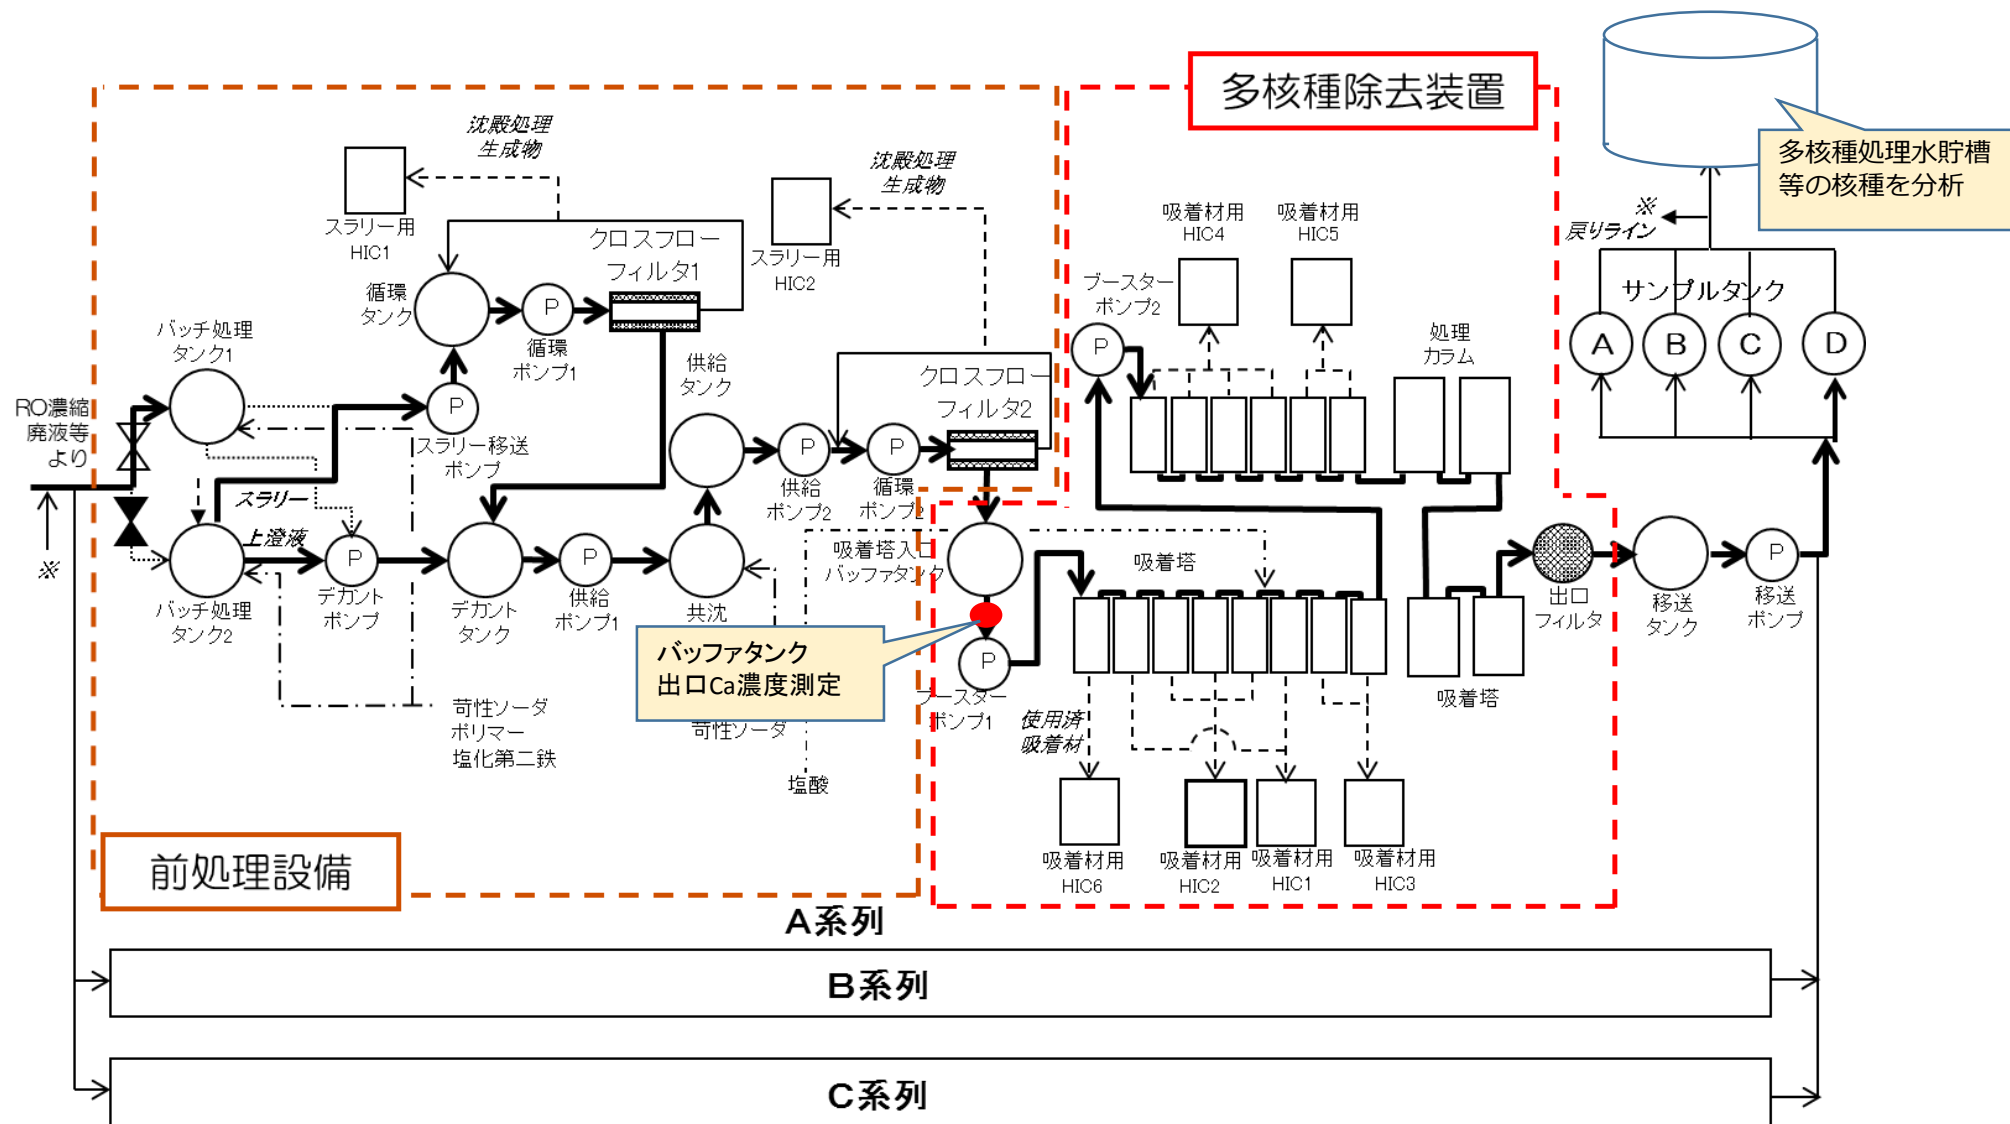 多核種除去装置
多核種処理水貯槽
等の核種を分析
沈殿処理
生成物
沈殿処理
生成物
スラリー用
HIC1
スラリー用
HIC2
クロスフロー
フィルタ1
循環
タンク
P
循環
ポンプ1
バッチ処理
タンク1
供給
タンク
クロスフロー
フィルタ2
RO濃縮
廃液等
より
P
スラリー移送
ポンプ
P
供給
ポンプ2
P
循環
ポンプ2
スラリー
上澄液
※
バッチ処理
タンク2
P
デカント
ポンプ
デカント
タンク
P
供給
ポンプ1
共沈
苛性ソーダ
ポリマー
塩化第二鉄
苛性ソーダ
塩酸
バッファタンク
出口Ca濃度測定
前処理設備
吸着材用
HIC4
吸着材用
HIC5
ブースター
ポンプ2
P
処理
カラム
吸着塔入口
バッファタンク
吸着塔
P
ブースター
ポンプ1
使用済
吸着材
吸着塔
出口
フィルタ
吸着材用
HIC6
吸着材用
HIC2
吸着材用
HIC1
吸着材用
HIC3
※
戻りライン
サンプルタンク
A
B
C
D
移送
タンク
P
移送
ポンプ
A系列
B系列
C系列